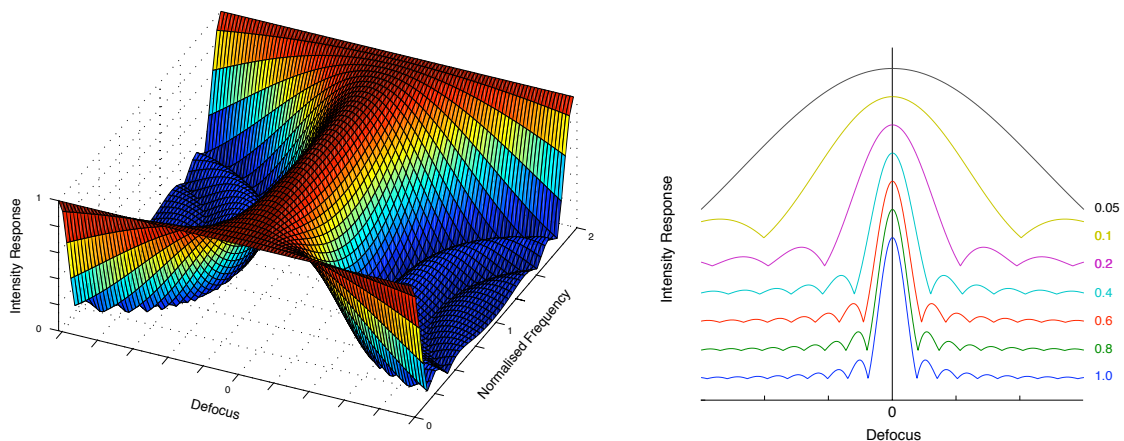 1
0
Intensity Response
0
Defocus
0
1
2
Normalised Frequency
Intensity Response
0.05
0.1
0.2
0.4
0.6
0.8
1.0
0
Defocus